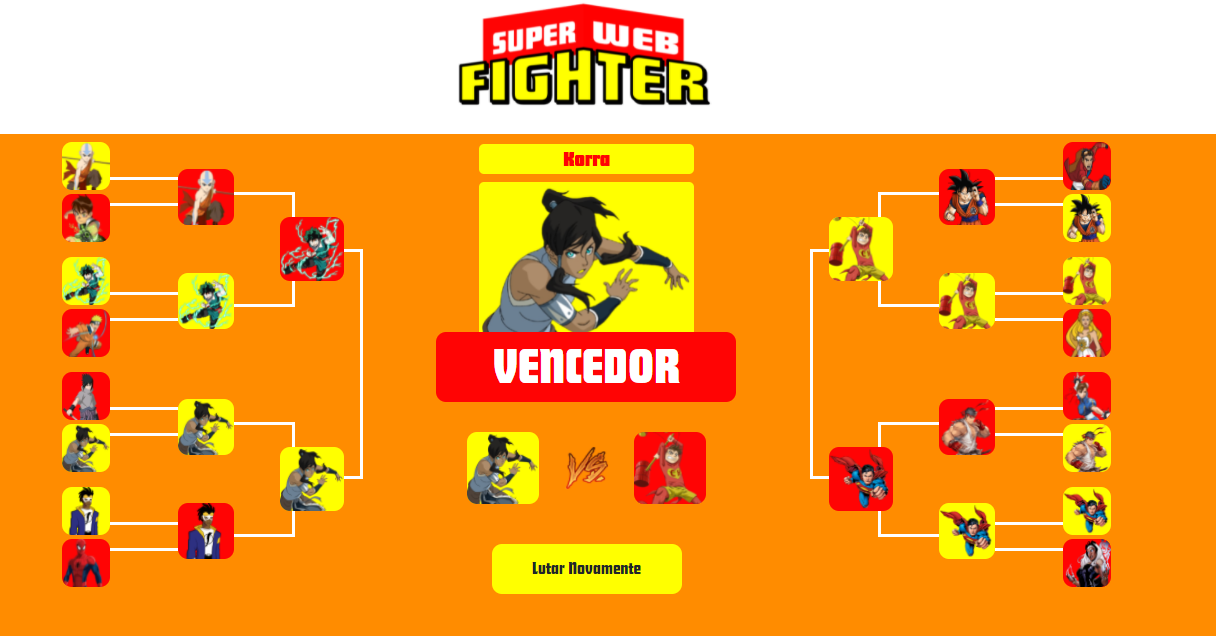 SUPER WEB
FIGHTER
Korra
VENCEDOR
VS.
Lutar Novamente